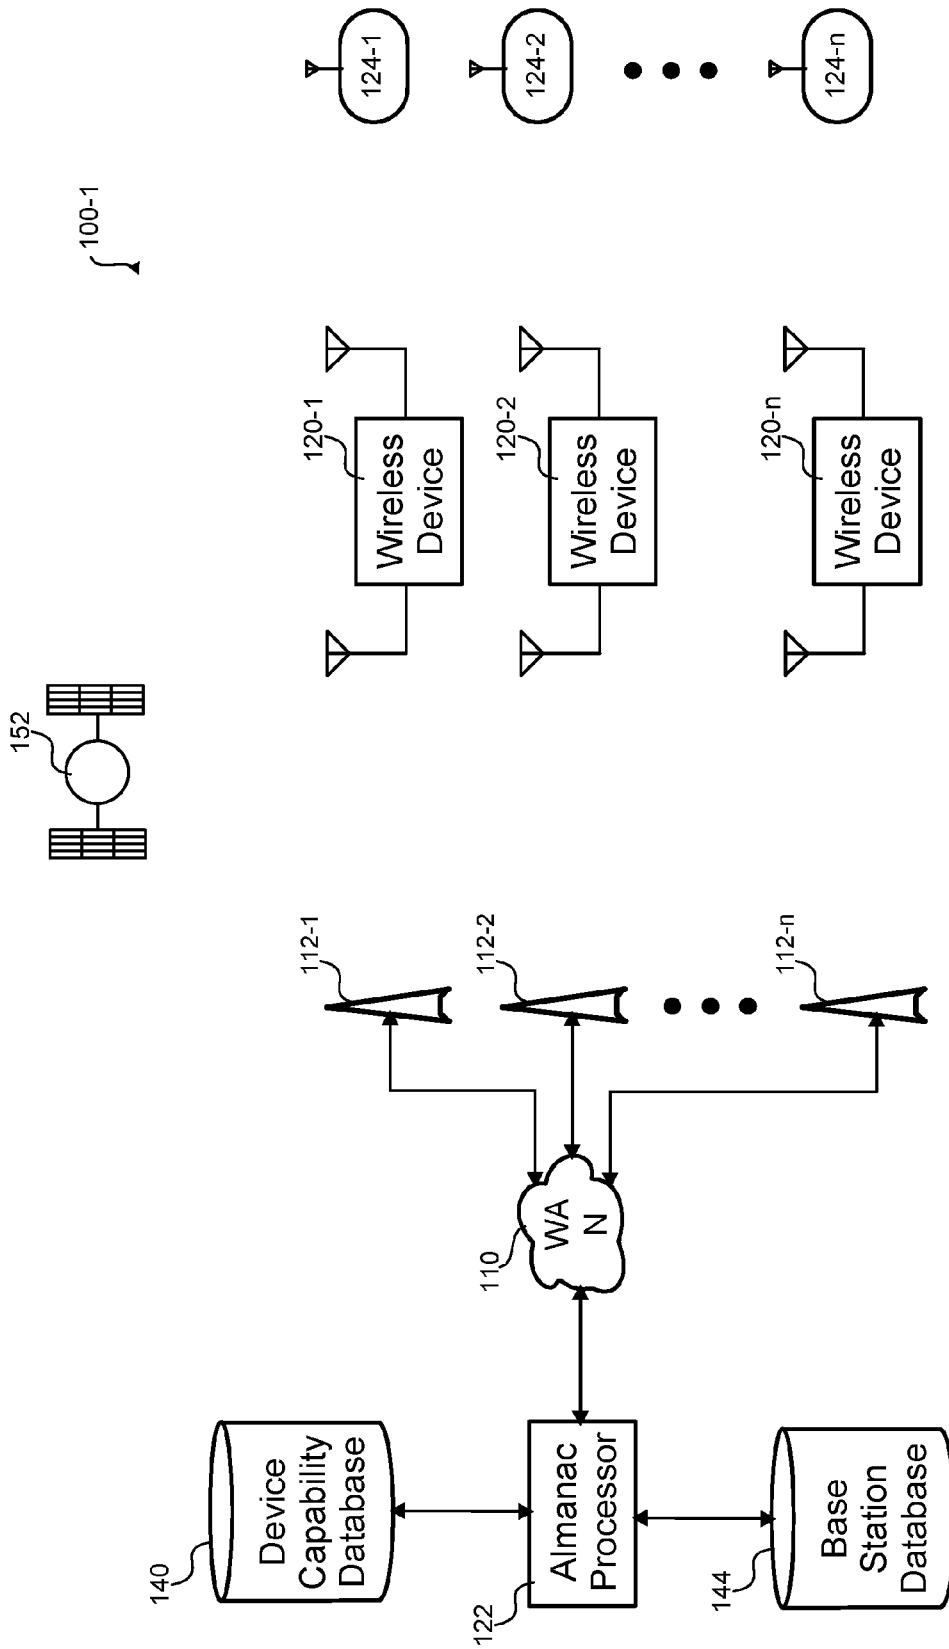 100-1
152
140
Device
Capability
Database
122
Almanac
Processor
144
Base
Station
Database
110
WA
N
112-1
112-2
112-n
120-1
Wireless
Device
120-2
Wireless
Device
120-n
Wireless
Device
124-1
124-2
124-n